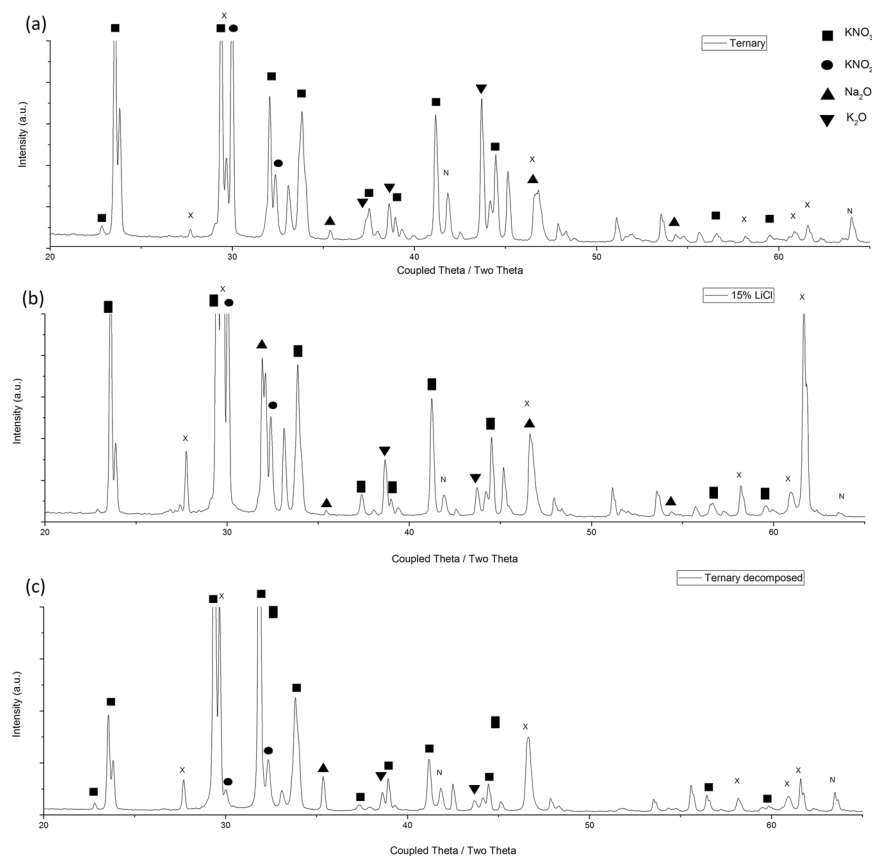 (a)
X
Ternary
KNO3
KNO2
Na2O
K2O
N
X
X
X
X
X
N
Intensity (a.u.)
20 30 40 50 60
Coupled Theta / Two Theta
(b)
X
15% LiCl
X
X
X
N
X
X
N
Intensity (a.u.)
20 30 40 50 60
Coupled Theta / Two Theta
(c)
Ternary decomposed
X
X
X
N
X
X
X
N
Intensity (a.u.)
20 30 40 50 60
Coupled Theta / Two Theta